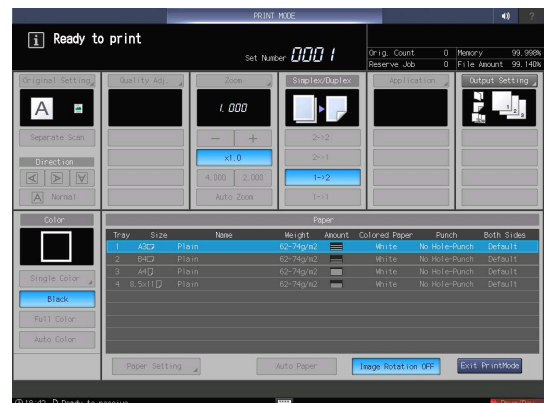 PRINT MODE
?
i Ready to print
Set Number 0001
Orig. Count 0 Memory 99.998%
Reserve Job 0 File Amount 99.140%
Original Setting Quality Adj. Zoom Simplex/Duplex Application Output Setting
A 1.000 1 2 3
Separate Scan - + 2->2
Direction x1.0 2->1
A A A 4.000 2.000 1->2
A Normal Auto Zoom 1->1
Color Paper
Tray Size Name Weight Amount Colored Paper Punch Both Sides
1 A3 Plain 62-74g/m2 White No Hole-Punch Default
2 B4 Plain 62-74g/m2 White No Hole-Punch Default
3 A4 Plain 62-74g/m2 White No Hole-Punch Default
4 8.5x11 Plain 62-74g/m2 White No Hole-Punch Default
Single Color
Black
Full Color
Auto Color
Paper Setting Auto Paper Image Rotation OFF Exit PrintMode